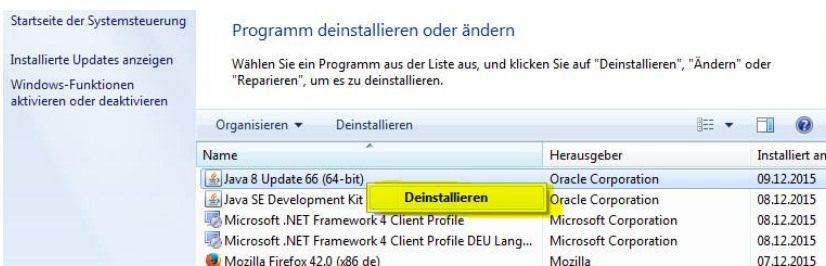 Startseite der Systemsteuerung
Installierte Updates anzeigen
Windows-Funktionen
aktivieren oder deaktivieren
Programm deinstallieren oder ändern
Wählen Sie ein Programm aus der Liste aus, und klicken Sie auf "Deinstallieren", "Ändern" oder
"Reparieren", um es zu deinstallieren.
Organisieren Deinstallieren
Name Herausgeber Installiert an
Java 8 Update 66 (64-bit) Oracle Corporation 09.12.2015
Java SE Development Kit Deinstallieren Oracle Corporation 08.12.2015
Microsoft .NET Framework 4 Client Profile Microsoft Corporation 08.12.2015
Microsoft .NET Framework 4 Client Profile DEU Lang... Microsoft Corporation 08.12.2015
Mozilla Firefox 42.0 (x86 de) Mozilla 07.12.2015